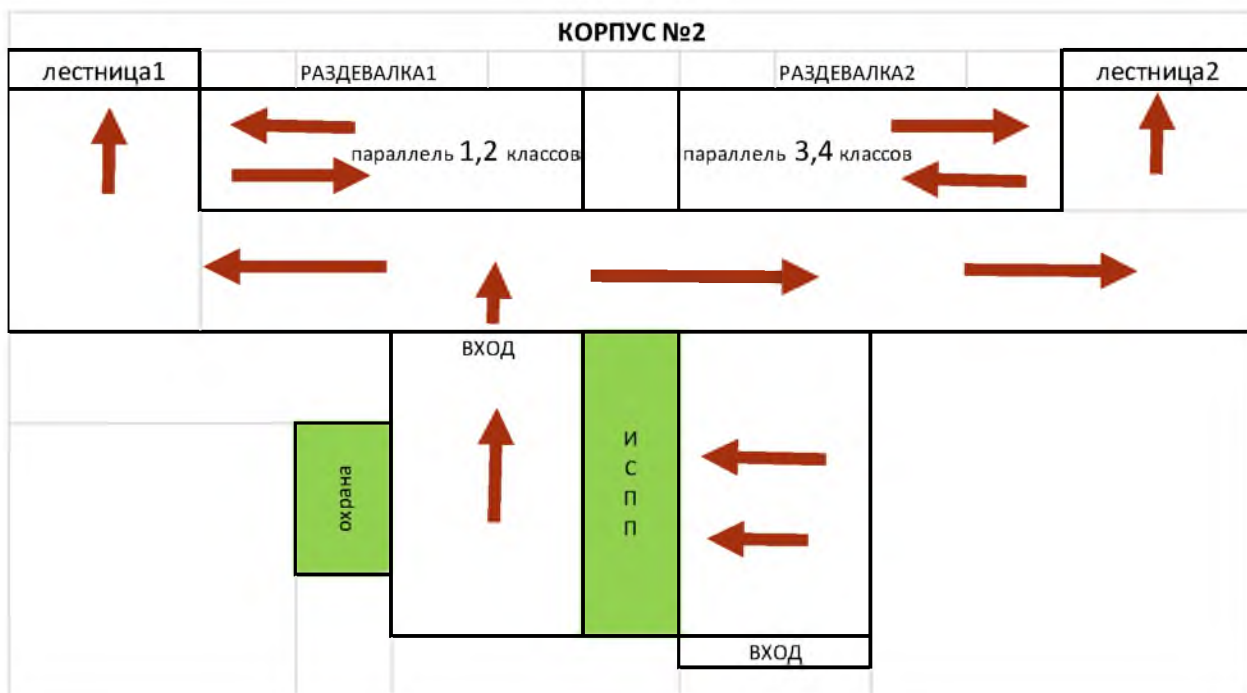 КОРПУС №2
лестница1
РАЗДЕВАЛКА1
РАЗДЕВАЛКА2
лестница2
параллель 1,2 классов
параллель 3,4 классов
ВХОД
охрана
И
С
П
П
ВХОД